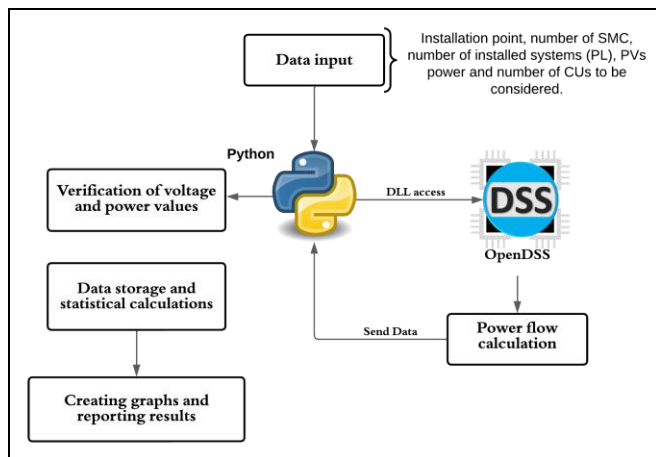 Data input
Installation point, number of SMC,
number of installed systems (PL), PVs
power and number of CUs to be
considered.
Python
Verification of voltage
and power values
DLL access
DSS
OpenDSS
Data storage and
statistical calculations
Send Data
Power flow
calculation
Creating graphs and
reporting results